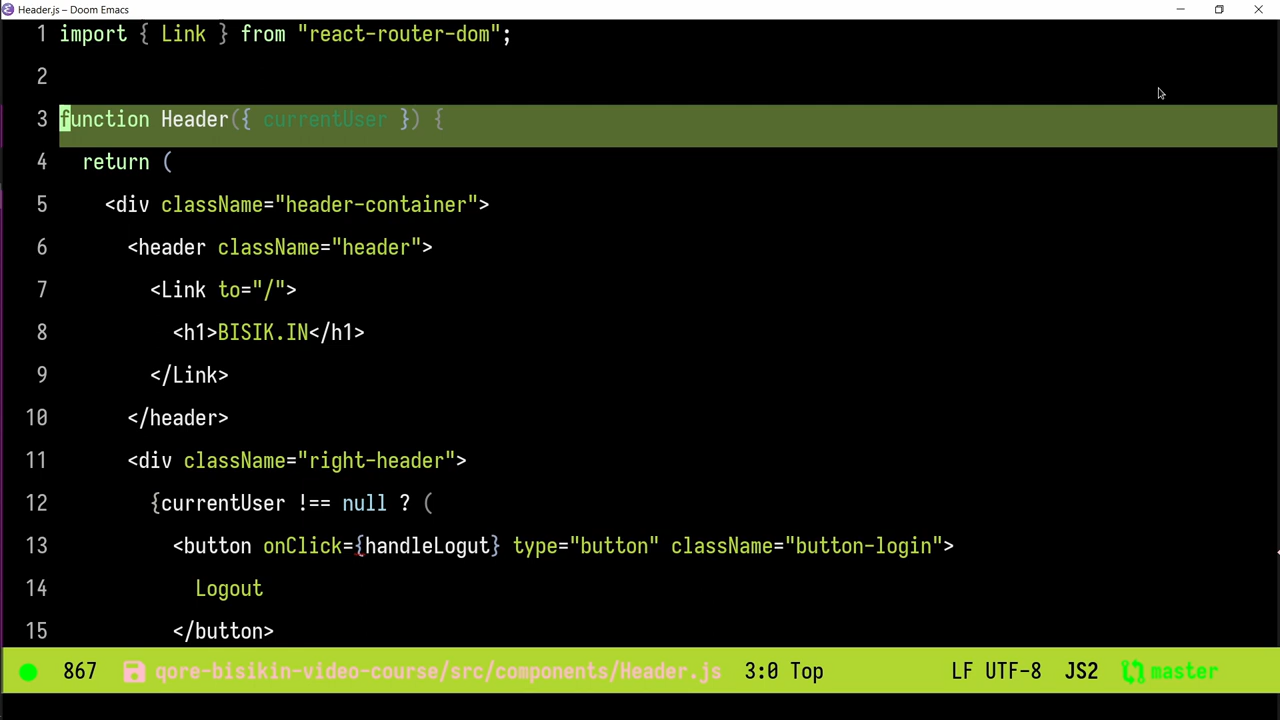 Header.js – Doom Emacs
1 import { Link } from "react-router-dom";
2
3 function Header({ currentUser }) {
4 return (
5 <div className="header-container">
6 <header className="header">
7 <Link to="/">
8 <h1>BISIK.IN</h1>
9 </Link>
10 </header>
11 <div className="right-header">
12 {currentUser !== null ? (
13 <button onClick={handleLogut} type="button" className="button-login">
14 Logout
15 </button>
867 qore-bisikin-video-course/src/components/Header.js 3:0 Top LF UTF-8 JS2 master